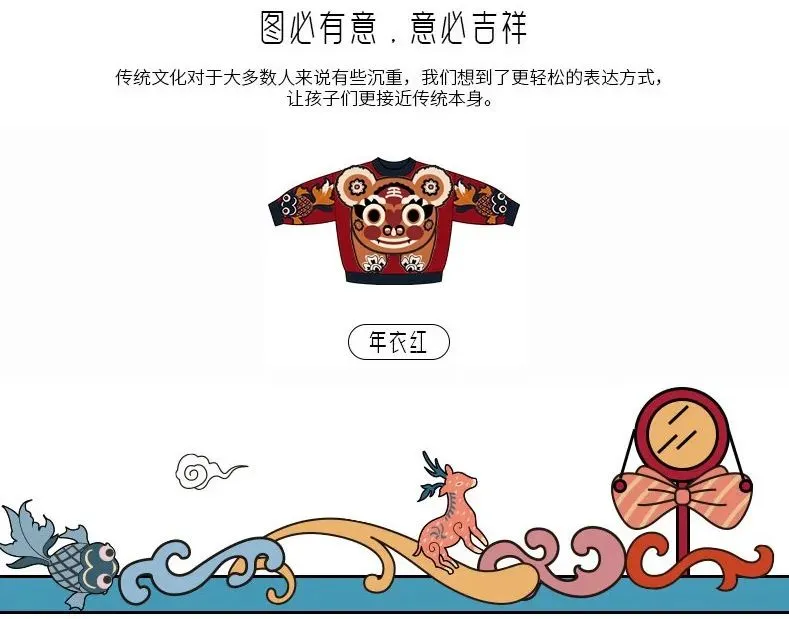 图必有意，意必吉祥
传统文化对于大多数人来说有些沉重，我们想到了更轻松的表达方式，
让孩子们更接近传统本身。
王
年衣红